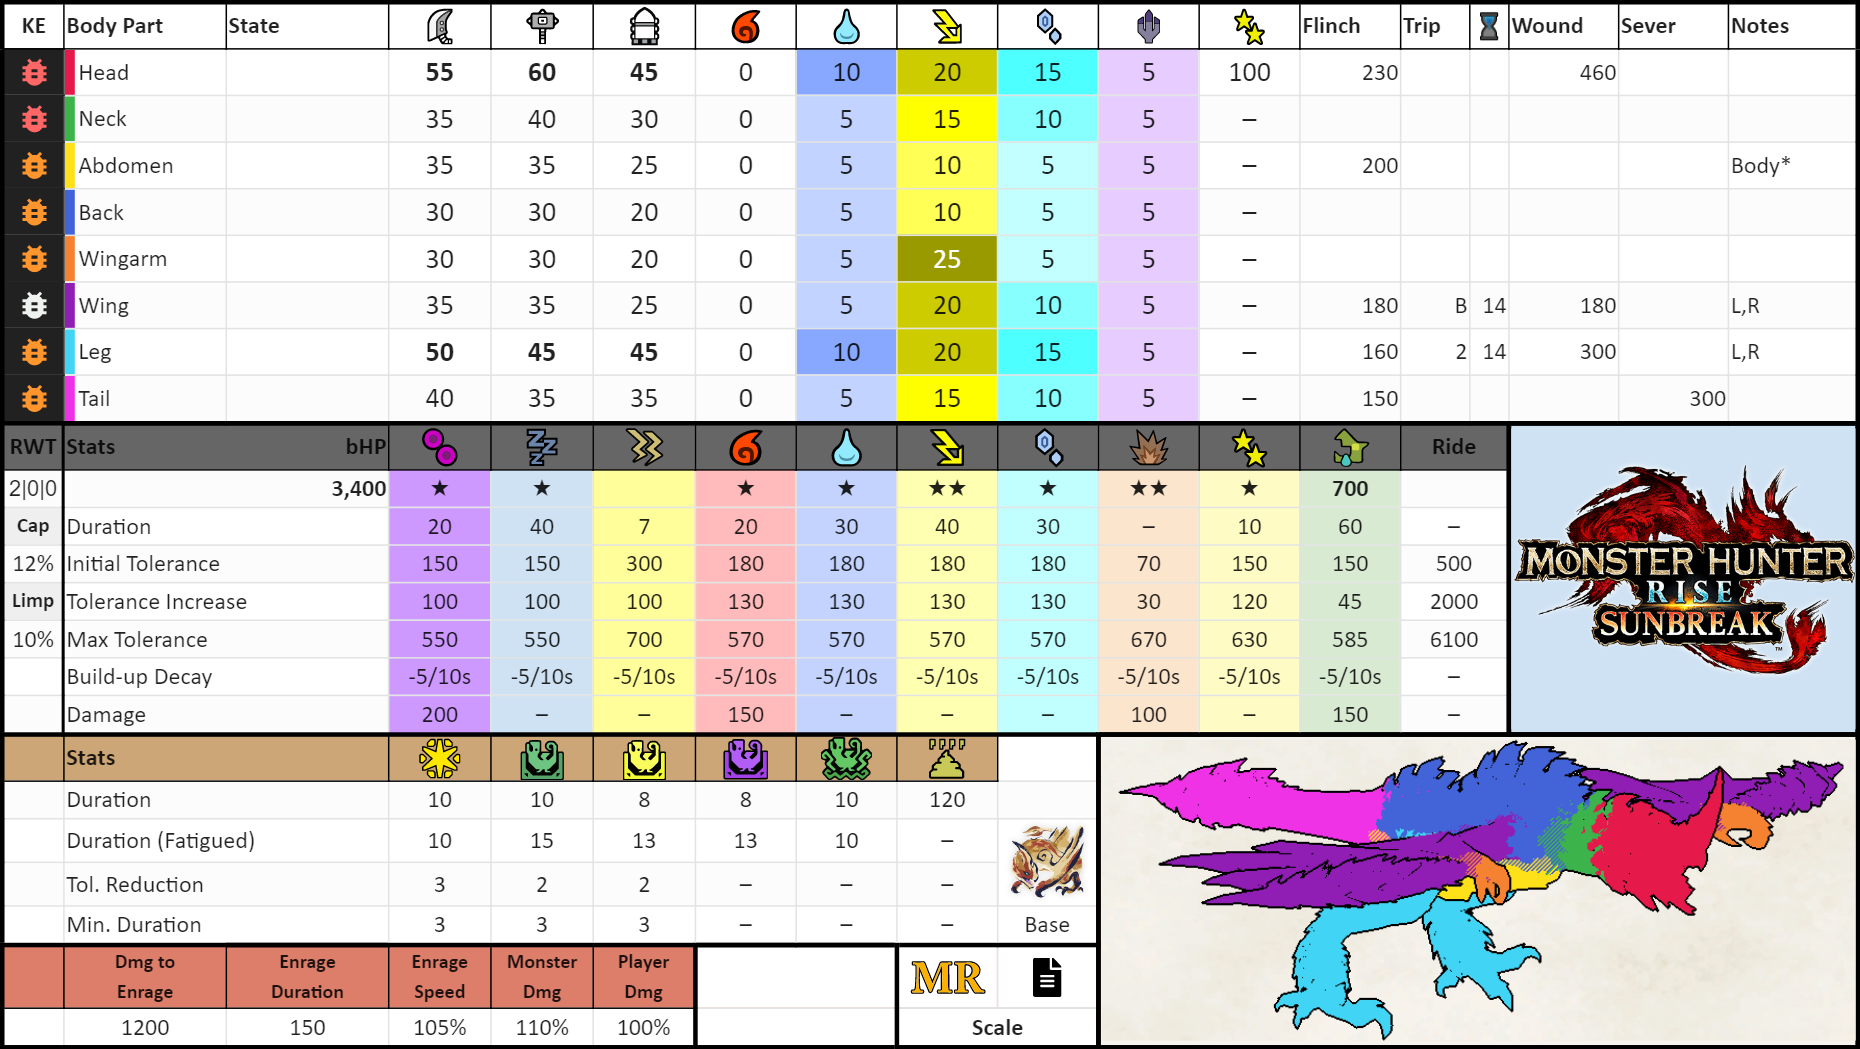 KE Body Part State Flinch Trip Wound Sever Notes
Head 55 60 45 0 10 20 15 5 100 230 460
Neck 35 40 30 0 5 15 10 5 –
Abdomen 35 35 25 0 5 10 5 5 – 200 Body*
Back 30 30 20 0 5 10 5 5 –
Wingarm 30 30 20 0 5 25 5 5 –
Wing 35 35 25 0 5 20 10 5 – 180 B 14 180 L,R
Leg 50 45 45 0 10 20 15 5 – 160 2 14 300 L,R
Tail 40 35 35 0 5 15 10 5 – 150 300
RWT Stats bHP Ride
2|0|0 3,400 ★ ★ ★ ★ ★★ ★ ★★ ★ 700
Cap Duration 20 40 7 20 30 40 30 – 10 60 –
12% Initial Tolerance 150 150 300 180 180 180 180 70 150 150 500
Limp Tolerance Increase 100 100 100 130 130 130 130 30 120 45 2000
10% Max Tolerance 550 550 700 570 570 570 570 670 630 585 6100
Build-up Decay -5/10s -5/10s -5/10s -5/10s -5/10s -5/10s -5/10s -5/10s -5/10s -5/10s –
Damage 200 – – 150 – – – 100 – 150 –
MONSTER HUNTER
RISE
SUNBREAK
™
Stats
Duration 10 10 8 8 10 120
Duration (Fatigued) 10 15 13 13 10 –
Tol. Reduction 3 2 2 – – –
Min. Duration 3 3 3 – – – Base
Dmg to Enrage Enrage Duration Enrage Speed Monster Dmg Player Dmg MR
1200 150 105% 110% 100% Scale